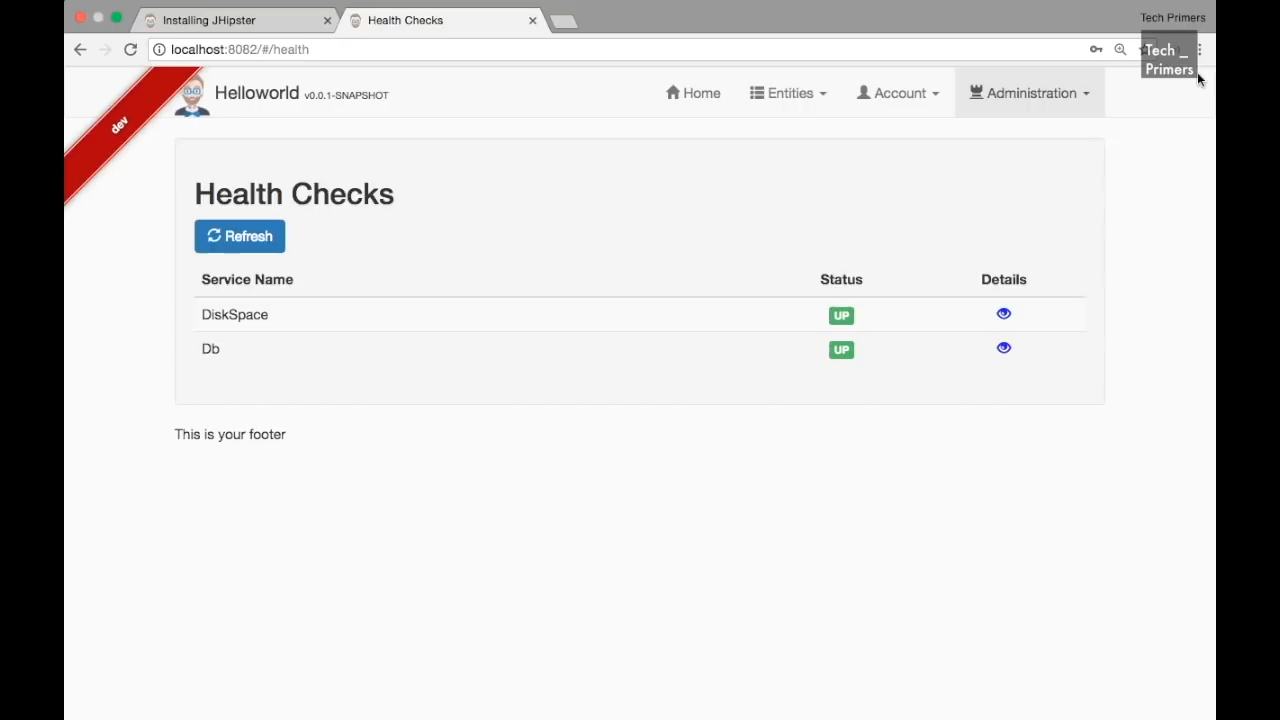 Installing JHipster
Health Checks
Tech Primers
localhost:8082/#/health
Tech _
Primers
dev
Helloworld v0.0.1-SNAPSHOT
Home
Entities
Account
Administration
Health Checks
Refresh
Service Name Status Details
DiskSpace UP
Db UP
This is your footer